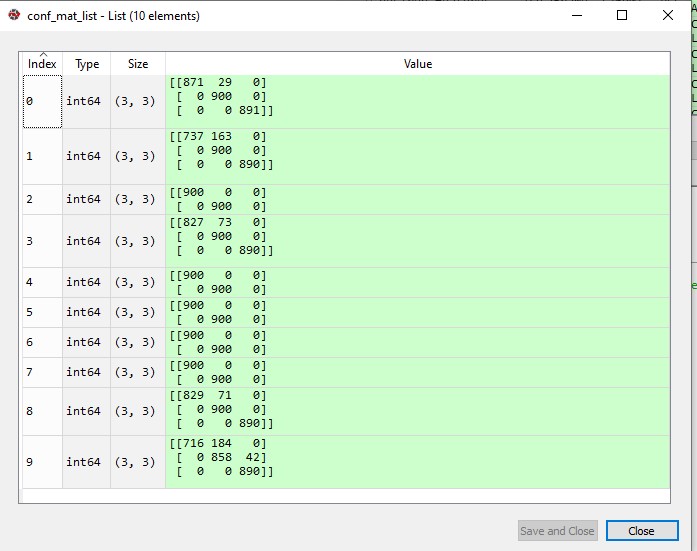 conf_mat_list - List (10 elements)
Index Type Size Value
0 int64 (3, 3) [[871 29 0]
[ 0 900 0]
[ 0 0 891]]
1 int64 (3, 3) [[737 163 0]
[ 0 900 0]
[ 0 0 890]]
2 int64 (3, 3) [[900 0 0]
[ 0 900 0]
3 int64 (3, 3) [[827 73 0]
[ 0 900 0]
[ 0 0 890]]
4 int64 (3, 3) [[900 0 0]
[ 0 900 0]
5 int64 (3, 3) [[900 0 0]
[ 0 900 0]
6 int64 (3, 3) [[900 0 0]
[ 0 900 0]
7 int64 (3, 3) [[900 0 0]
[ 0 900 0]
8 int64 (3, 3) [[829 71 0]
[ 0 900 0]
[ 0 0 890]]
9 int64 (3, 3) [[716 184 0]
[ 0 858 42]
[ 0 0 890]]
Save and Close Close